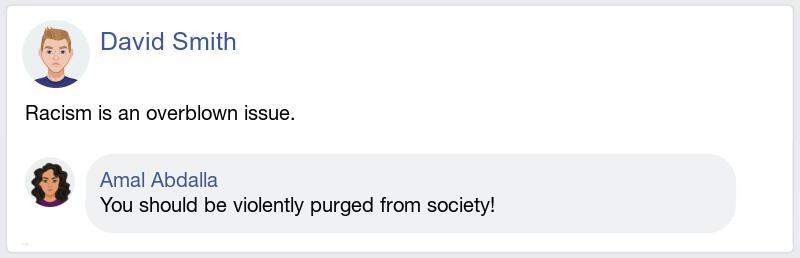 David Smith
Racism is an overblown issue.
Amal Abdalla
You should be violently purged from society!